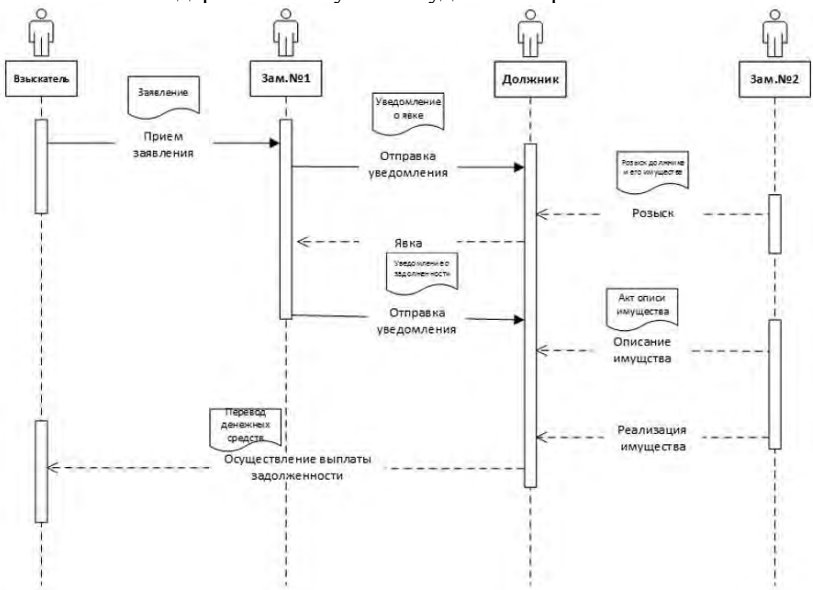 Взыскатель
Зам.№1
Должник
Зам.№2
Заявление
Прием
заявления
Уведомление
о явке
Отправка
уведомления
Розыск должника
и его имущества
Розыск
Явка
Уведомление о
задолженности
Отправка
уведомления
Акт описи
имущества
Описание
имущства
Перевод
денежных
средств
Осуществление выплаты
задолженности
Реализация
имущества